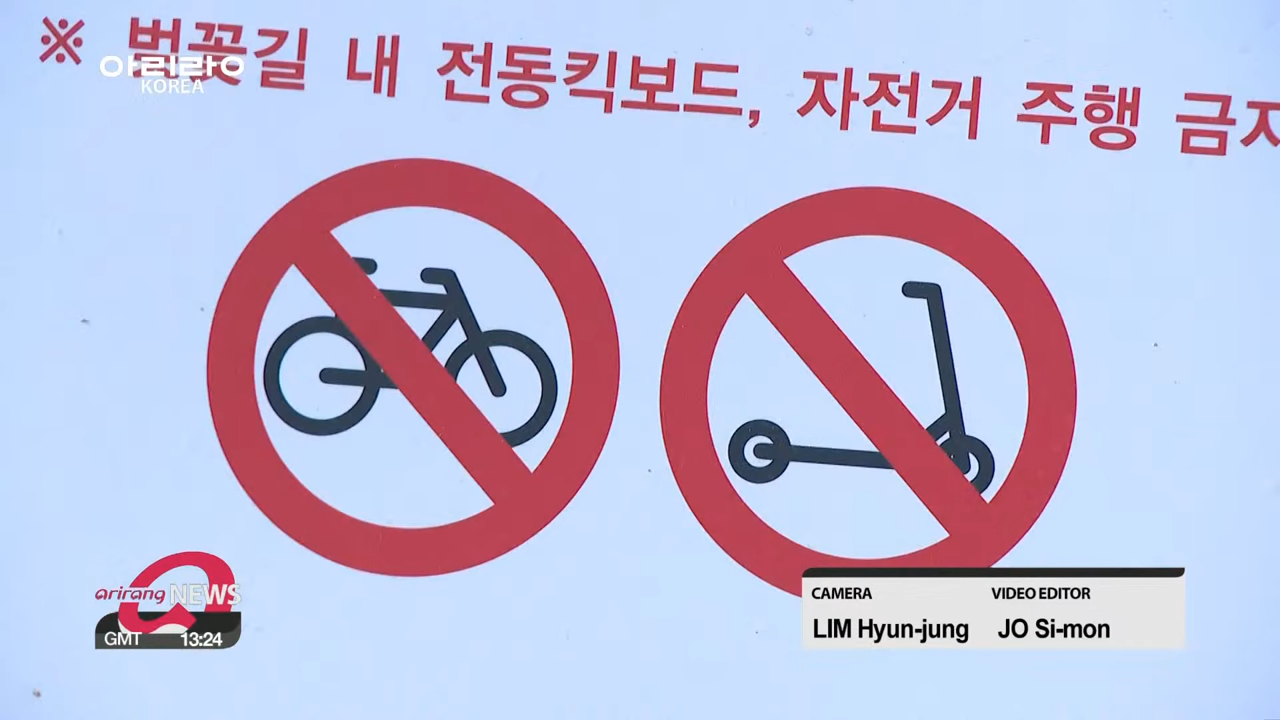 ※ 벚꽃길 내 전동킥보드, 자전거 주행 금지
아리랑
KOREA
arirang NEWS
GMT 13:24
CAMERA VIDEO EDITOR
LIM Hyun-jung JO Si-mon